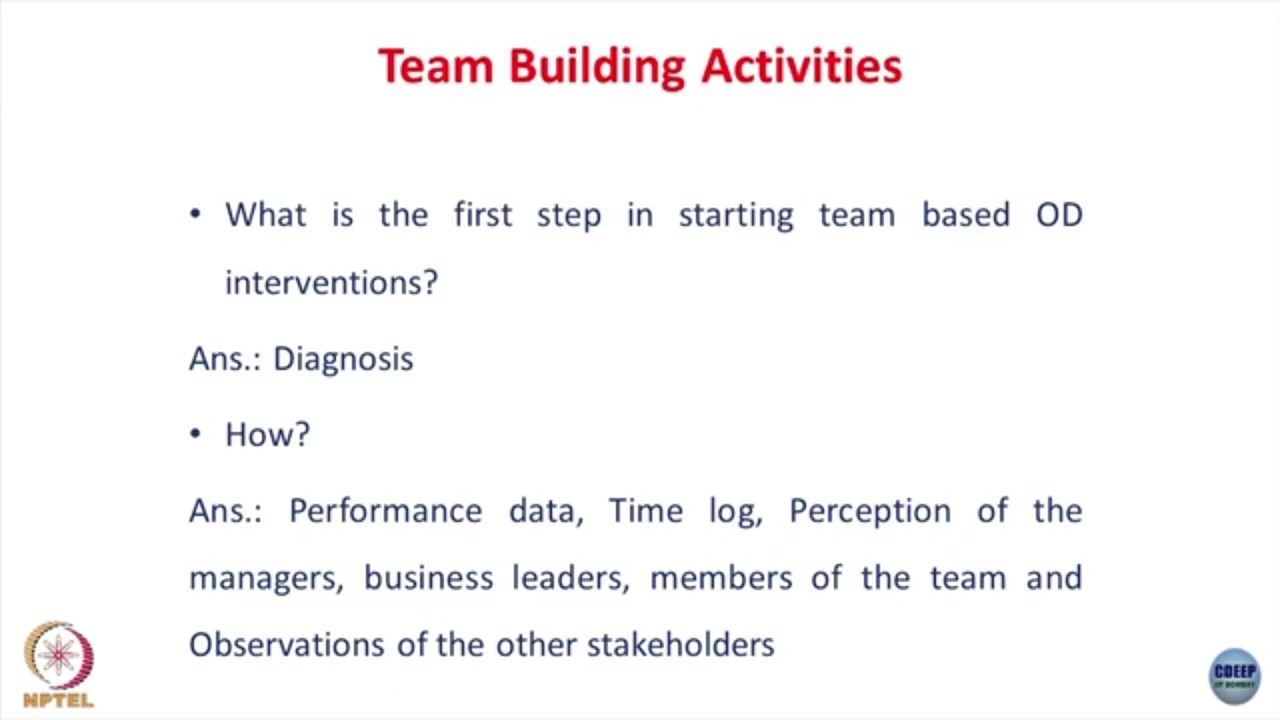 Team Building Activities
• What is the first step in starting team based OD
interventions?
Ans.: Diagnosis
• How?
Ans.: Performance data, Time log, Perception of the
managers, business leaders, members of the team and
Observations of the other stakeholders
NPTEL
CDEEP
IIT BOMBAY